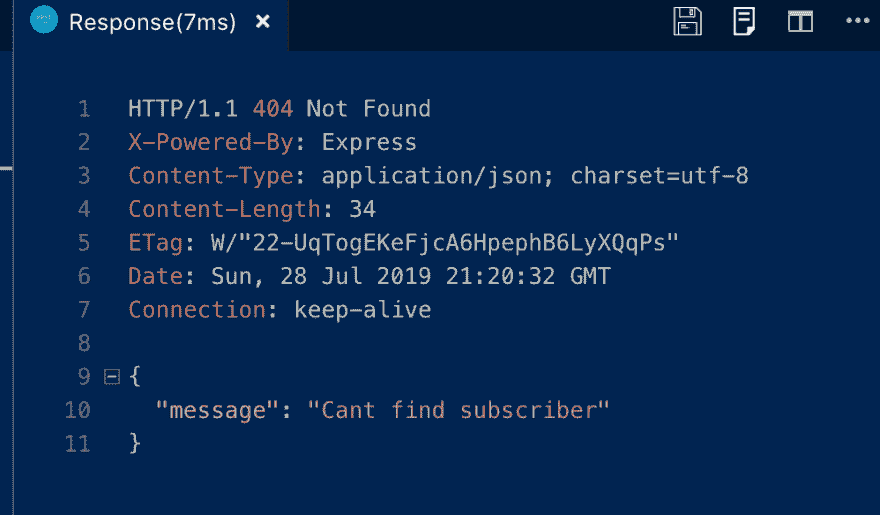 Response(7ms) ×
1 HTTP/1.1 404 Not Found
2 X-Powered-By: Express
3 Content-Type: application/json; charset=utf-8
4 Content-Length: 34
5 ETag: W/"22-UqTogEKeFjcA6HpephB6LyXQqPs"
6 Date: Sun, 28 Jul 2019 21:20:32 GMT
7 Connection: keep-alive
8
9 {
10 "message": "Cant find subscriber"
11 }